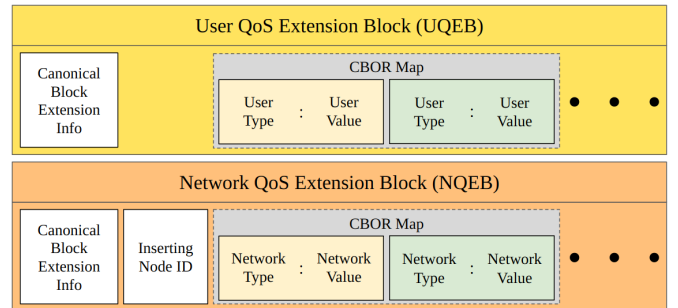 User QoS Extension Block (UQEB)
Canonical
Block
Extension
Info
CBOR Map
User
Type
:
User
Value
User
Type
:
User
Value
Network QoS Extension Block (NQEB)
Canonical
Block
Extension
Info
Inserting
Node ID
CBOR Map
Network
Type
:
Network
Value
Network
Type
:
Network
Value